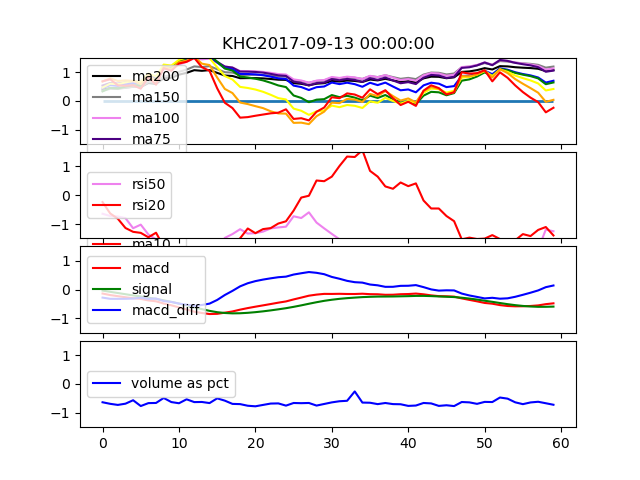 KHC2017-09-13 00:00:00
1
0
−1
ma200
ma150
ma100
ma75
1
0
−1
rsi50
rsi20
ma10
1
0
−1
macd
signal
macd_diff
1
0
−1
volume as pct
0 10 20 30 40 50 60